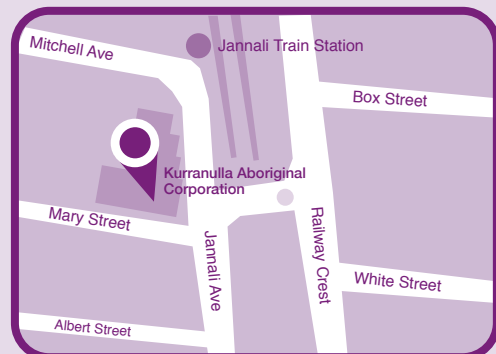 Mitchell Ave
Jannali Train Station
Box Street
Kurranulla Aboriginal
Corporation
Mary Street
Jannali Ave
Railway Crest
White Street
Albert Street